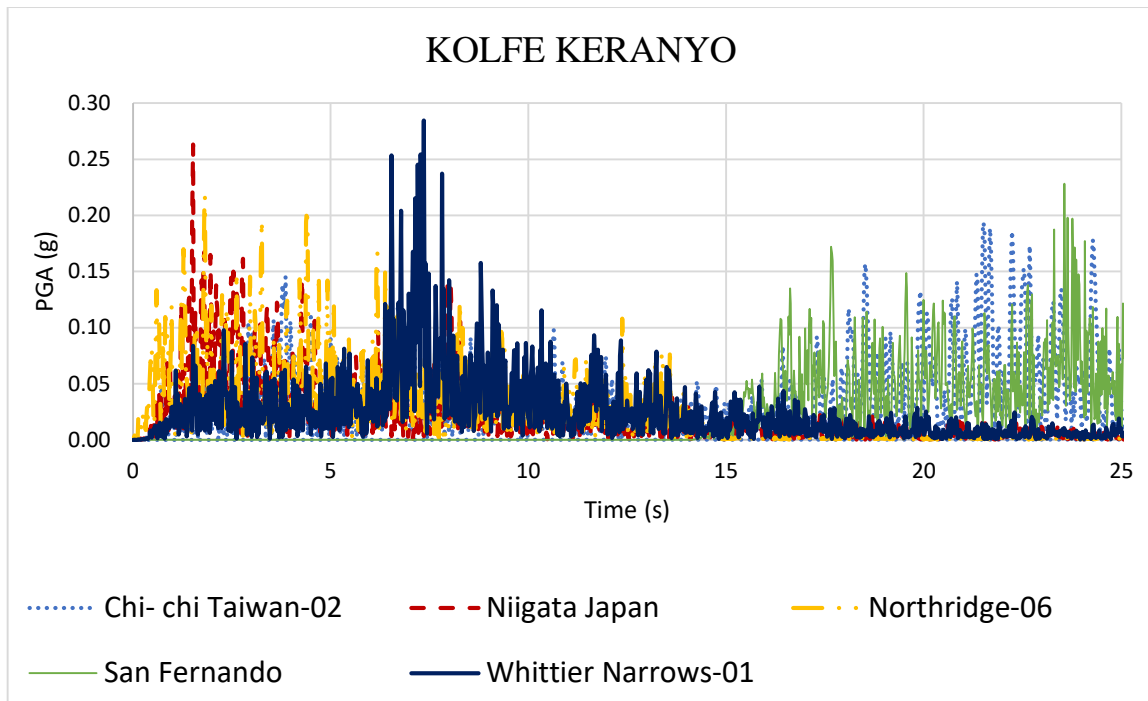 KOLFE KERANYO
0.30
0.25
0.20
0.15
0.10
0.05
0.00
PGA (g)
0 5 10 15 20 25
Time (s)
Chi- chi Taiwan-02 Niigata Japan Northridge-06
San Fernando Whittier Narrows-01